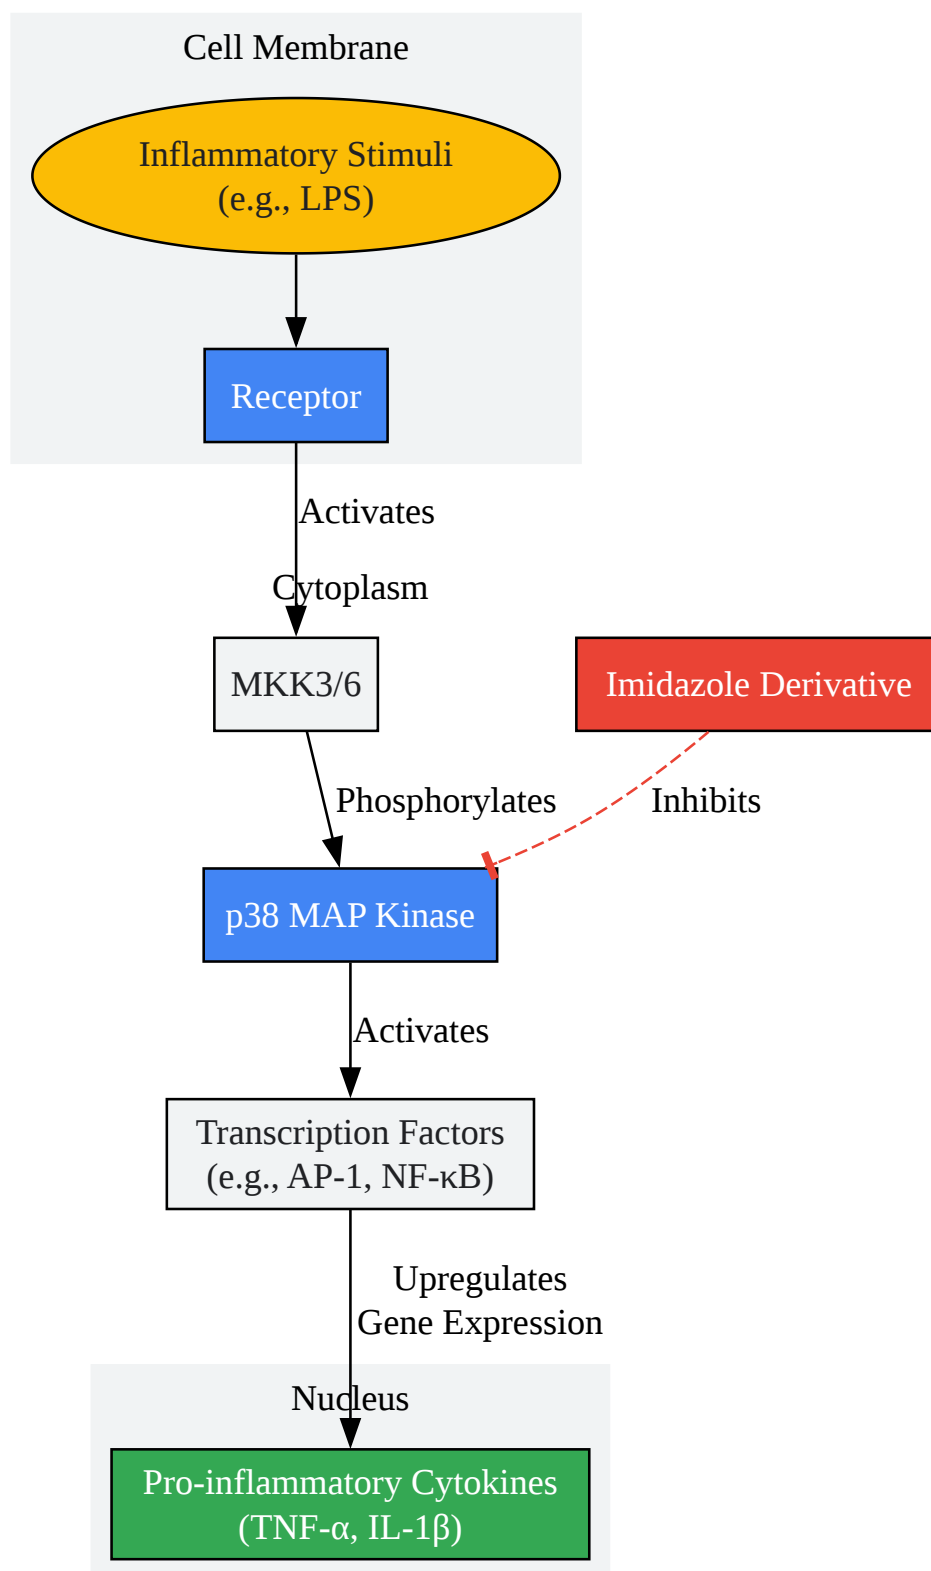 Cell Membrane
Inflammatory Stimuli
(e.g., LPS)
Receptor
Activates
Cytoplasm
MKK3/6
Imidazole Derivative
Phosphorylates
Inhibits
p38 MAP Kinase
Activates
Transcription Factors
(e.g., AP-1, NF-κB)
Upregulates
Gene Expression
Nucleus
Pro-inflammatory Cytokines
(TNF-α, IL-1β)